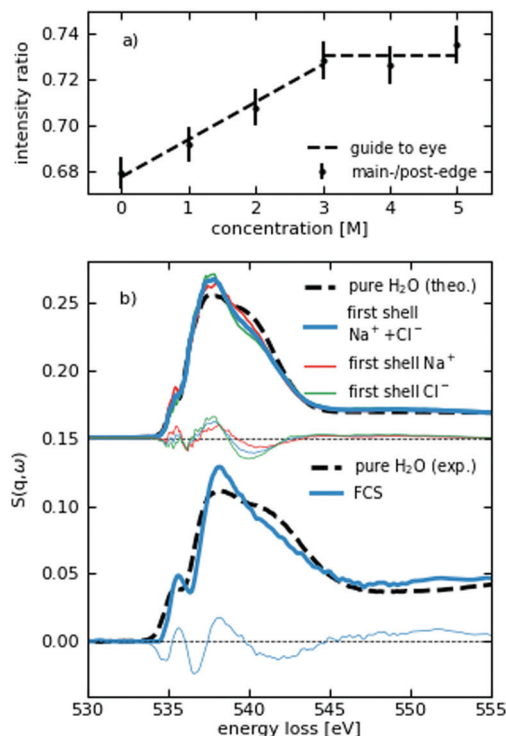 a)
intensity ratio
0.74
0.72
0.70
0.68
guide to eye
main-/post-edge
0 1 2 3 4 5
concentration [M]
b)
S(q,ω)
0.25
0.20
0.15
0.10
0.05
0.00
pure H₂O (theo.)
first shell
Na⁺ +Cl⁻
first shell Na⁺
first shell Cl⁻
pure H₂O (exp.)
FCS
530 535 540 545 550 555
energy loss [eV]